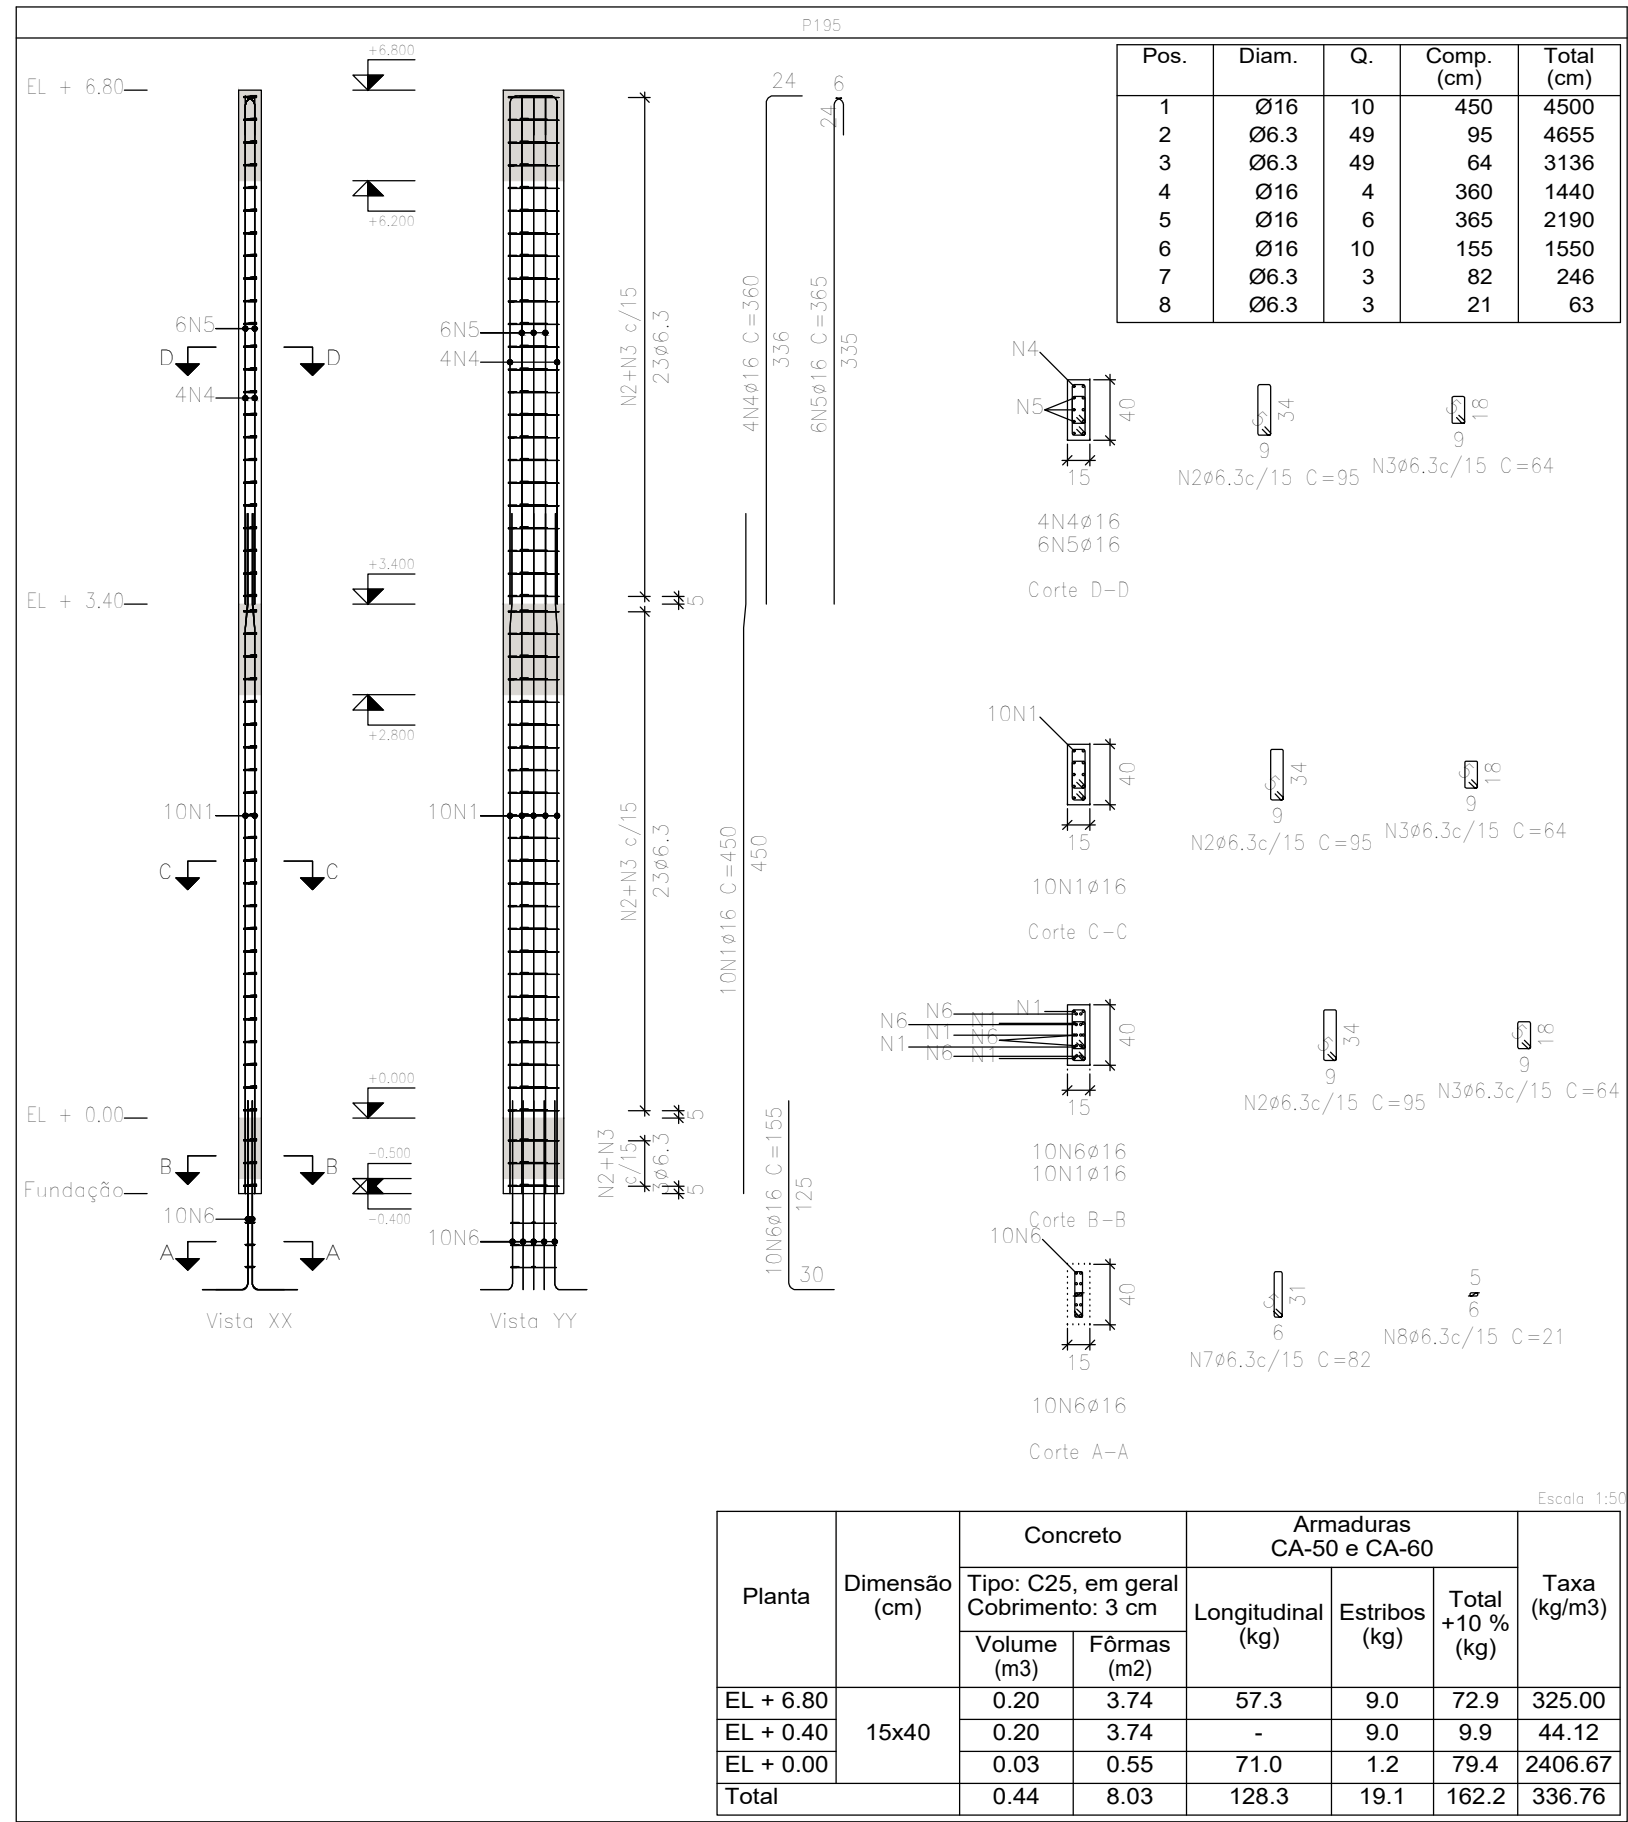 P195
Pos. Diam. Q. Comp. (cm) Total (cm)
1 Ø16 10 450 4500
2 Ø6.3 49 95 4655
3 Ø6.3 49 64 3136
4 Ø16 4 360 1440
5 Ø16 6 365 2190
6 Ø16 10 155 1550
7 Ø6.3 3 82 246
8 Ø6.3 3 21 63
EL + 6.80
+6.800
+6.200
24
6
24
6N5
6N5
D
D
4N4
4N4
N2+N3 c/15
23ø6.3
4N4ø16 C=360
336
6N5ø16 C=365
335
N4
N5
40
15
34
9
N2ø6.3c/15 C=95
5
18
9
N3ø6.3c/15 C=64
4N4ø16
6N5ø16
Corte D-D
EL + 3.40
+3.400
5
+2.800
10N1
10N1
C
C
N2+N3 c/15
23ø6.3
10N1ø16 C=450
450
10N1
40
15
5
34
9
N2ø6.3c/15 C=95
5
18
9
N3ø6.3c/15 C=64
10N1ø16
Corte C-C
N6
N1
N6
N1
N1
N6
N1
N6
N1
40
15
5
34
9
N2ø6.3c/15 C=95
5
18
9
N3ø6.3c/15 C=64
10N6ø16
10N1ø16
Corte B-B
EL + 0.00
+0.000
5
B
B
-0.500
N2+N3
c/15
3ø6.3
5
Fundação
-0.400
10N6
10N6
A
A
10N6ø16 C=155
125
30
Vista XX
Vista YY
10N6
40
15
5
31
6
N7ø6.3c/15 C=82
5
6
N8ø6.3c/15 C=21
10N6ø16
Corte A-A
Escala 1:50
Planta
Dimensão (cm)
Concreto
Armaduras
CA-50 e CA-60
Taxa (kg/m3)
Tipo: C25, em geral
Cobrimento: 3 cm
Longitudinal (kg)
Estribos (kg)
Total +10 % (kg)
Volume (m3)
Fôrmas (m2)
EL + 6.80 0.20 3.74 57.3 9.0 72.9 325.00
EL + 0.40 15x40 0.20 3.74 - 9.0 9.9 44.12
EL + 0.00 0.03 0.55 71.0 1.2 79.4 2406.67
Total 0.44 8.03 128.3 19.1 162.2 336.76